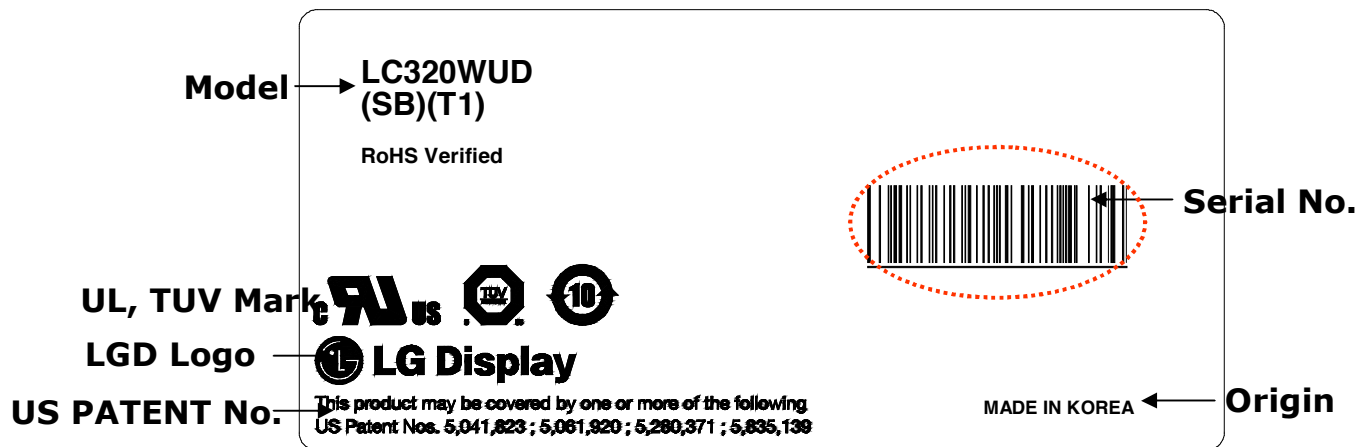 Model
LC320WUD
(SB)(T1)
RoHS Verified
Serial No.
UL, TUV Mark
c RU US TUV 10
LGD Logo
LG Display
US PATENT No.
This product may be covered by one or more of the following
US Patent Nos. 5,041,823 ; 5,061,920 ; 5,280,371 ; 5,835,139
MADE IN KOREA
Origin